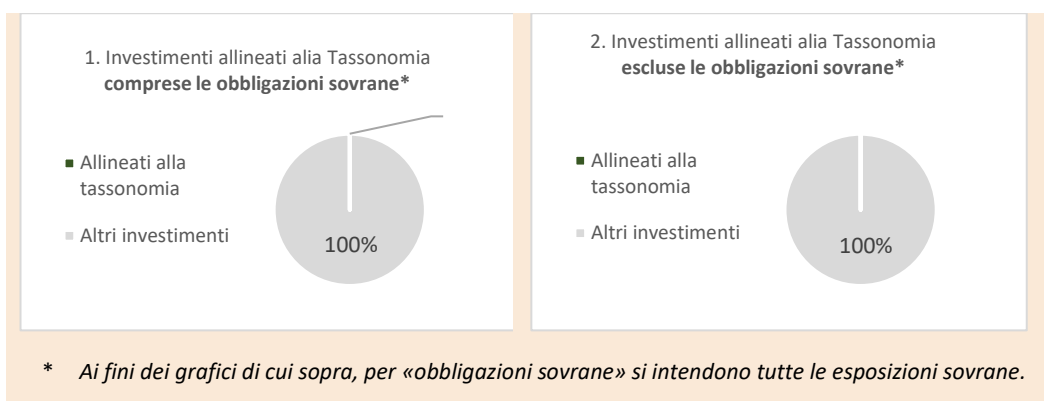 1. Investimenti allineati alia Tassonomia
comprese le obbligazioni sovrane*
Allineati alla
tassonomia
Altri investimenti
100%
2. Investimenti allineati alia Tassonomia
escluse le obbligazioni sovrane*
Allineati alla
tassonomia
Altri investimenti
100%
* Ai fini dei grafici di cui sopra, per «obbligazioni sovrane» si intendono tutte le esposizioni sovrane.